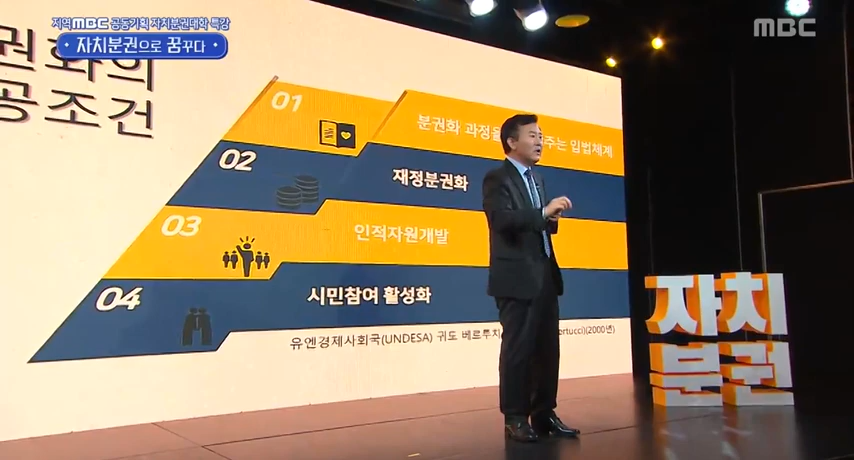 지역MBC 공동기획 자치분권대학 특강
자치분권으로 꿈꾸다
MBC
권화의
공조건
01
분권화 과정을
주는 입법체계
02
재정분권화
03
인적자원개발
04
시민참여 활성화
유엔경제사회국(UNDESA) 귀도 베르투치
ertucci)(2000년)
자치
분권